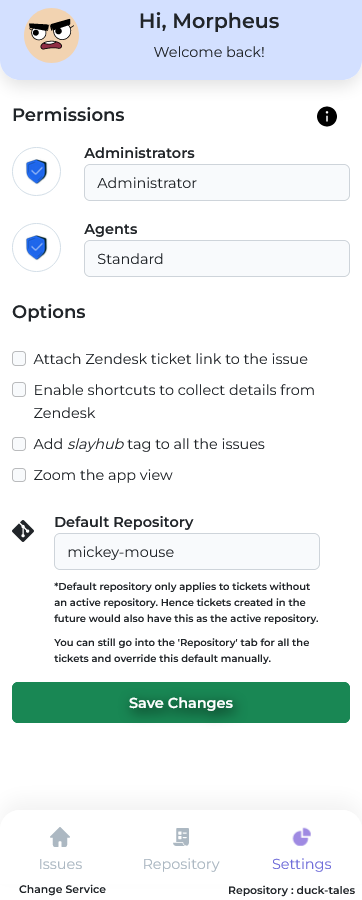 Hi, Morpheus
Welcome back!
Permissions
Administrators
Administrator
Agents
Standard
Options
Attach Zendesk ticket link to the issue
Enable shortcuts to collect details from
Zendesk
Add slayhub tag to all the issues
Zoom the app view
Default Repository
mickey-mouse
*Default repository only applies to tickets without
an active repository. Hence tickets created in the
future would also have this as the active repository.
You can still go into the 'Repository' tab for all the
tickets and override this default manually.
Save Changes
Issues
Repository
Settings
Change Service
Repository : duck-tales